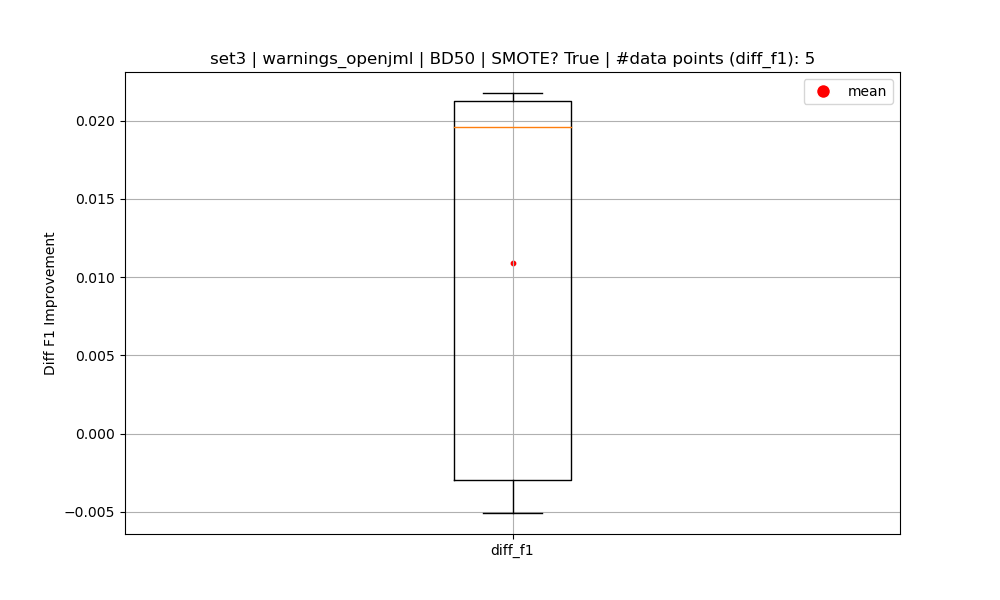 set3 | warnings_openjml | BD50 | SMOTE? True | #data points (diff_f1): 5
mean
0.020
0.015
0.010
0.005
0.000
−0.005
Diff F1 Improvement
diff_f1